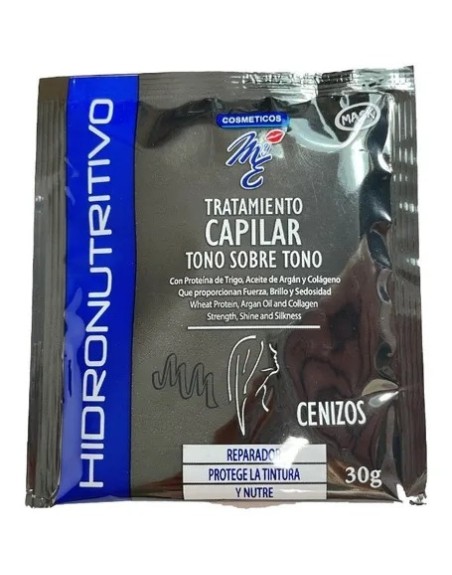 HIDRONUTRITIVO
COSMETICOS
MASK
ME
TRATAMIENTO
CAPILAR
TONO SOBRE TONO
Con Proteína de Trigo, Aceite de Argán y Colágeno
Que proporcionan Fuerza, Brillo y Sedosidad
Wheat Protein, Argan Oil and Collagen
Strength, Shine and Silkness
CENIZOS
REPARADOR
PROTEGE LA TINTURA
Y NUTRE
30g